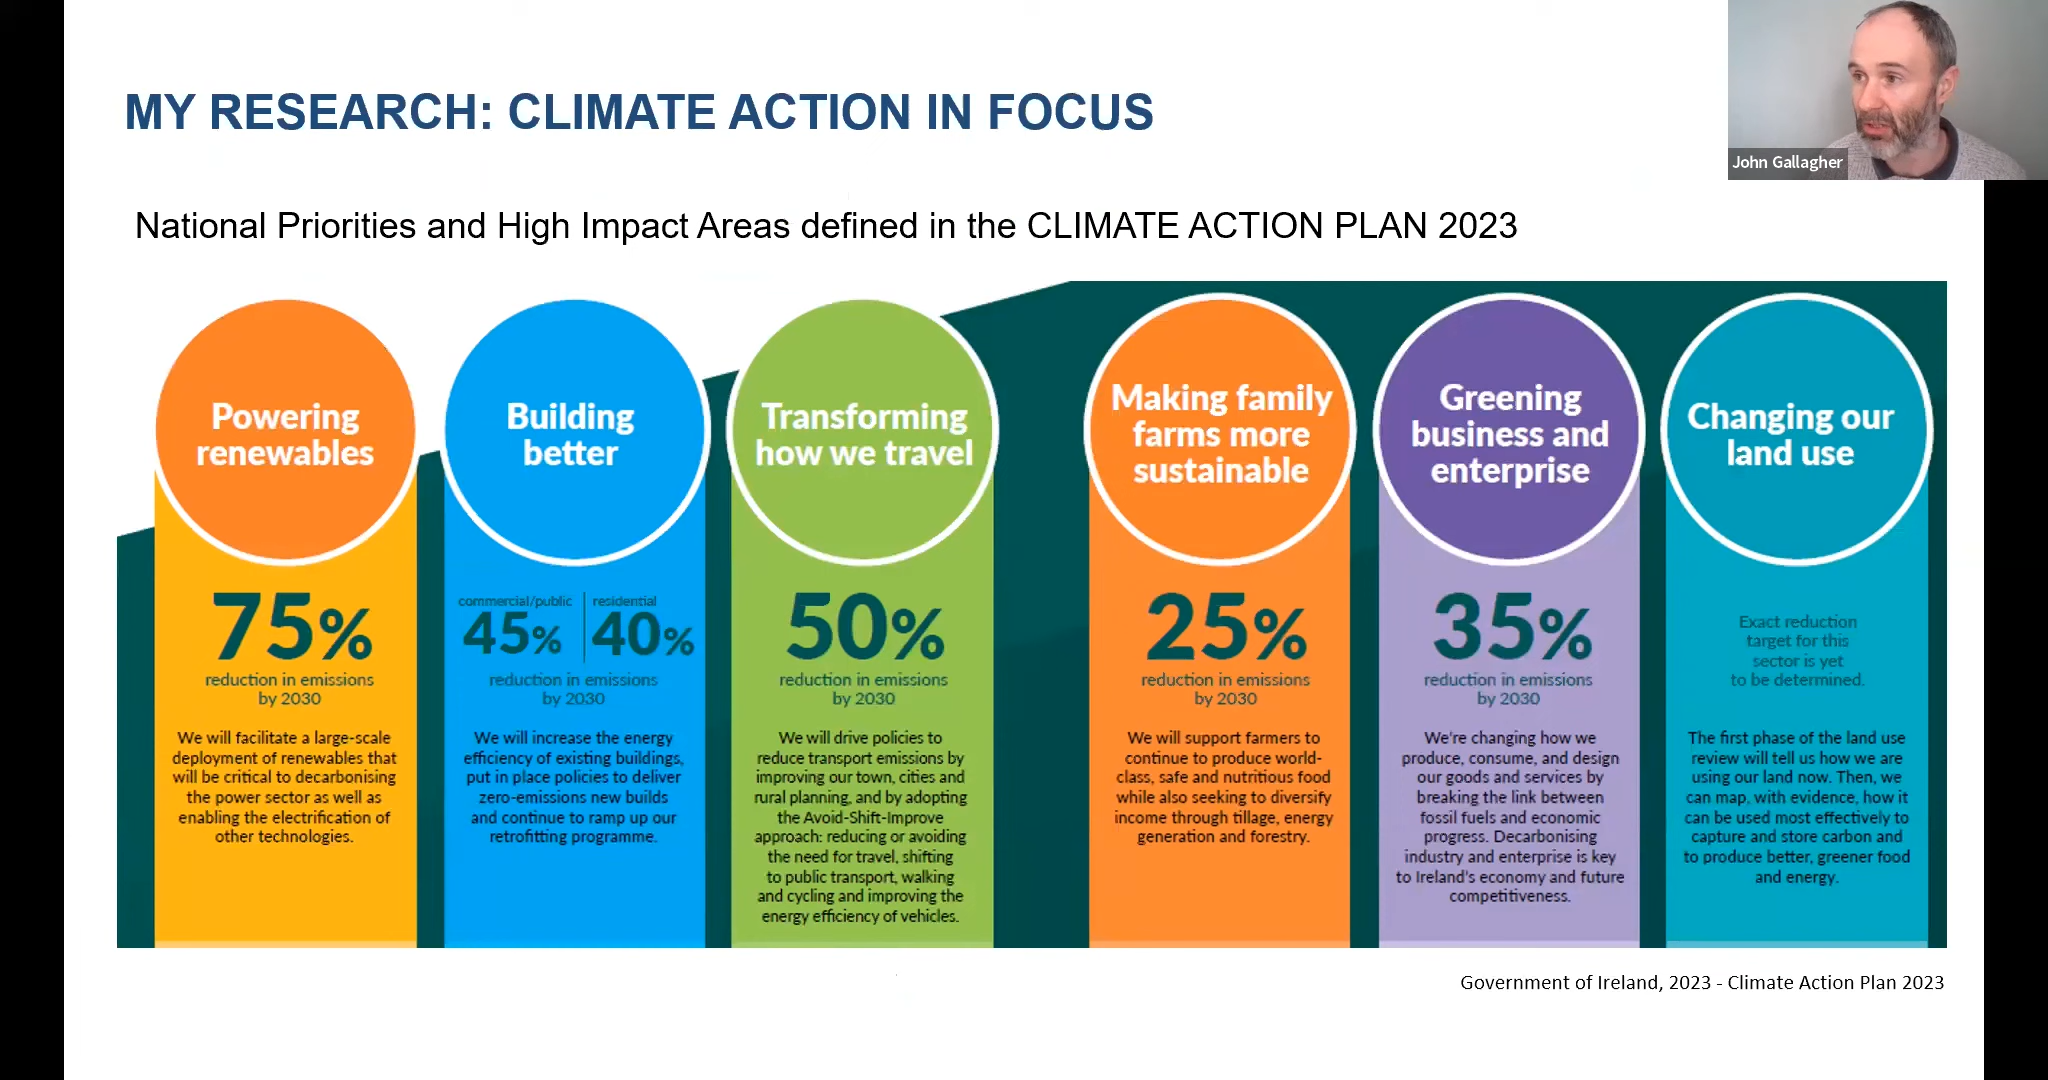 MY RESEARCH: CLIMATE ACTION IN FOCUS
John Gallagher
National Priorities and High Impact Areas defined in the CLIMATE ACTION PLAN 2023
Powering
renewables
75%
reduction in emissions
by 2030
We will facilitate a large-scale
deployment of renewables that
will be critical to decarbonising
the power sector as well as
enabling the electrification of
other technologies.
Building
better
commercial/public
45%
residential
40%
reduction in emissions
by 2030
We will increase the energy
efficiency of existing buildings,
put in place policies to deliver
zero-emissions new builds
and continue to ramp up our
retrofitting programme.
Transforming
how we travel
50%
reduction in emissions
by 2030
We will drive policies to
reduce transport emissions by
improving our town, cities and
rural planning, and by adopting
the Avoid-Shift-Improve
approach: reducing or avoiding
the need for travel, shifting
to public transport, walking
and cycling and improving the
energy efficiency of vehicles.
Making family
farms more
sustainable
25%
reduction in emissions
by 2030
We will support farmers to
continue to produce world-
class, safe and nutritious food
while also seeking to diversify
income through tillage, energy
generation and forestry.
Greening
business and
enterprise
35%
reduction in emissions
by 2030
We're changing how we
produce, consume, and design
our goods and services by
breaking the link between
fossil fuels and economic
progress. Decarbonising
industry and enterprise is key
to Ireland's economy and future
competitiveness.
Changing our
land use
Exact reduction
target for this
sector is yet
to be determined.
The first phase of the land use
review will tell us how we are
using our land now. Then, we
can map, with evidence, how it
can be used most effectively to
capture and store carbon and
to produce better, greener food
and energy.
Government of Ireland, 2023 - Climate Action Plan 2023